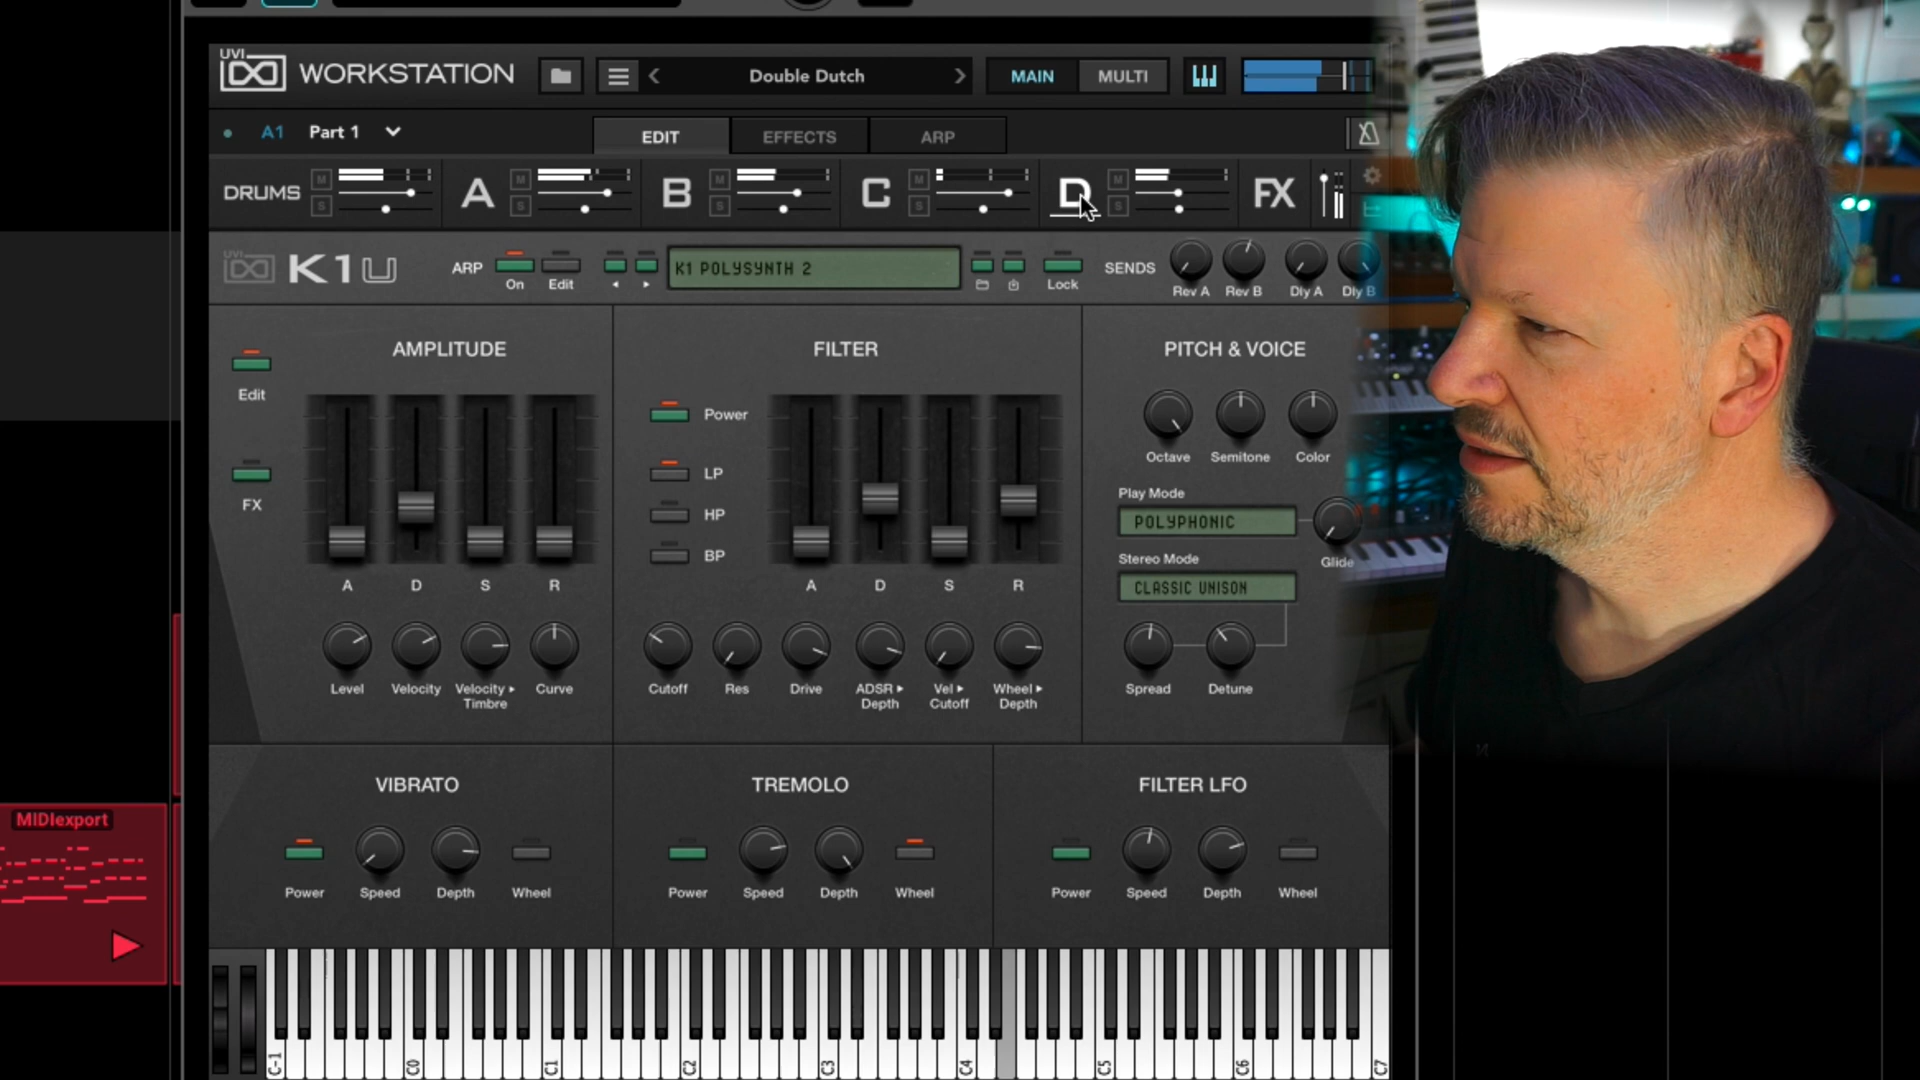 UVI WORKSTATION Double Dutch MAIN MULTI
A1 Part 1 EDIT EFFECTS ARP
DRUMS M S A M S B M S C M S D M S FX
UVI K1U ARP On Edit K1 POLYSYNTH 2 Lock SENDS Rev A Rev B Dly A Dly B
AMPLITUDE
Edit
FX
A D S R
Level Velocity Velocity ▸ Timbre Curve
FILTER
Power
LP
HP
BP
A D S R
Cutoff Res Drive ADSR ▸ Depth Vel ▸ Cutoff Wheel ▸ Depth
PITCH & VOICE
Octave Semitone Color
Play Mode
POLYPHONIC
Glide
Stereo Mode
CLASSIC UNISON
Spread Detune
VIBRATO
Power Speed Depth Wheel
TREMOLO
Power Speed Depth Wheel
FILTER LFO
Power Speed Depth Wheel
MIDIexport
C-1 C0 C1 C2 C3 C4 C5 C6 C7